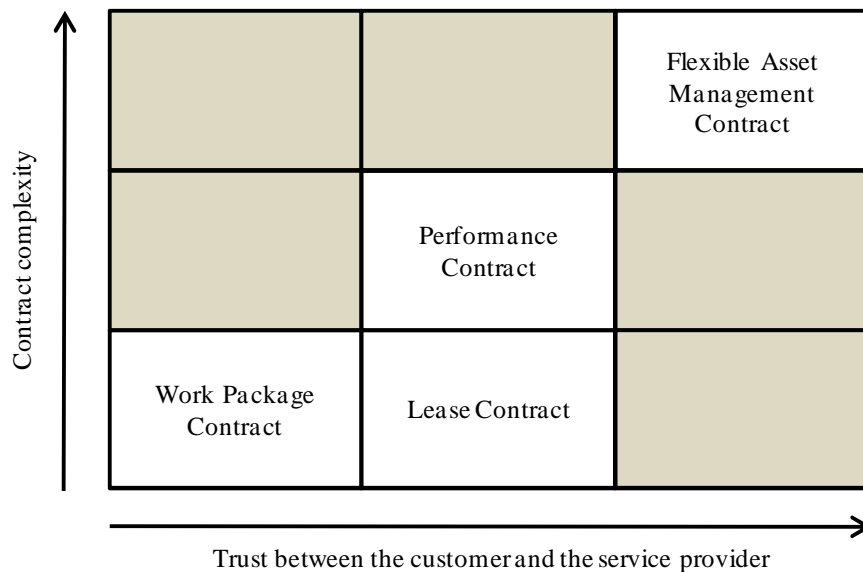 Flexible Asset
Management
Contract
Contract complexity
Performance
Contract
Work Package
Contract
Lease Contract
Trust between the customer and the service provider